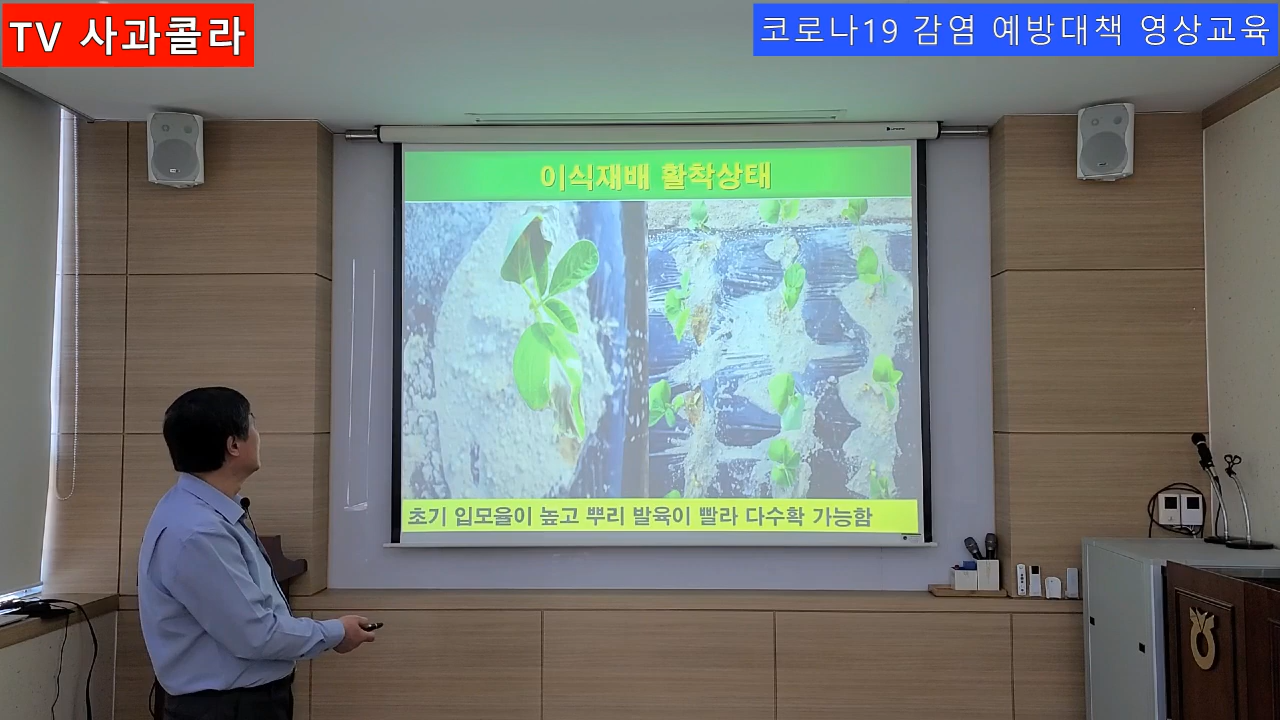 TV 사과콜라
코로나19 감염 예방대책 영상교육
이식재배 활착상태
초기 입모율이 높고 뿌리 발육이 빨라 다수확 가능함